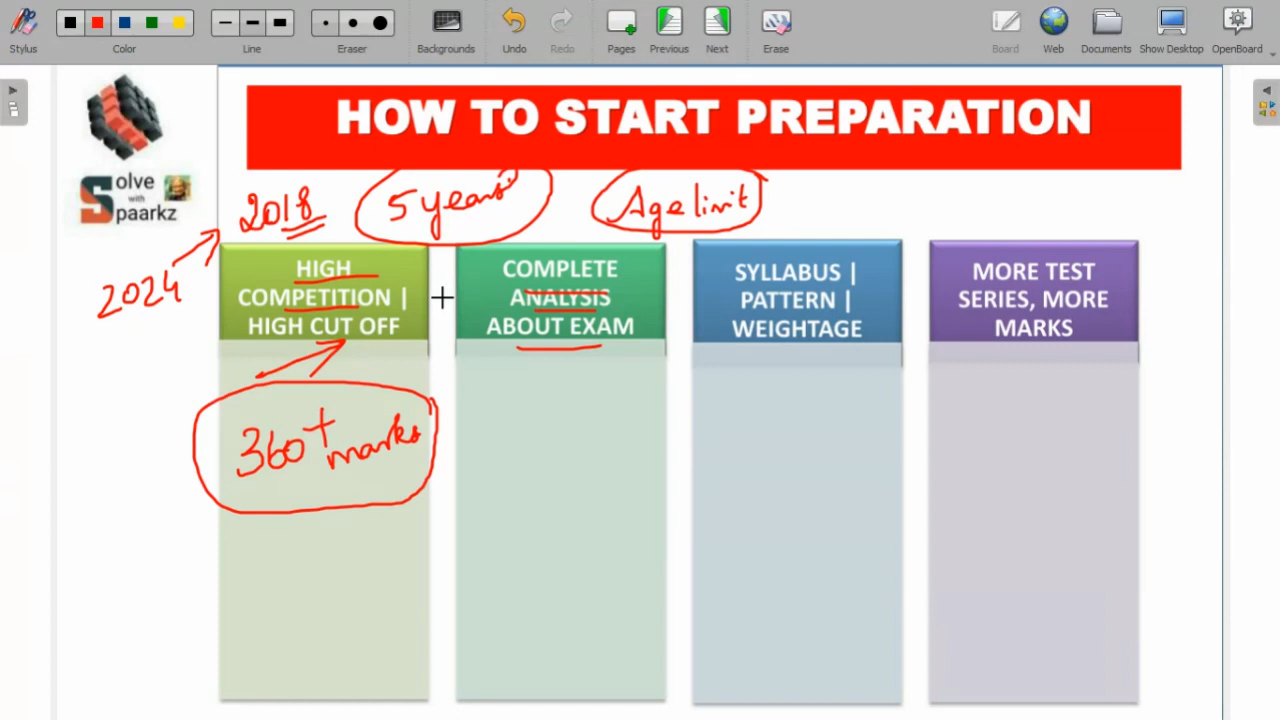 Stylus
Color
Line
Eraser
Backgrounds
Undo
Redo
Pages
Previous
Next
Erase
Board
Web
Documents
Show Desktop
OpenBoard
HOW TO START PREPARATION
Solve
with
Spaarkz
2018
5 years
Age limit
2024
HIGH
COMPETITION |
HIGH CUT OFF
COMPLETE
ANALYSIS
ABOUT EXAM
SYLLABUS |
PATTERN |
WEIGHTAGE
MORE TEST
SERIES, MORE
MARKS
360+ marks